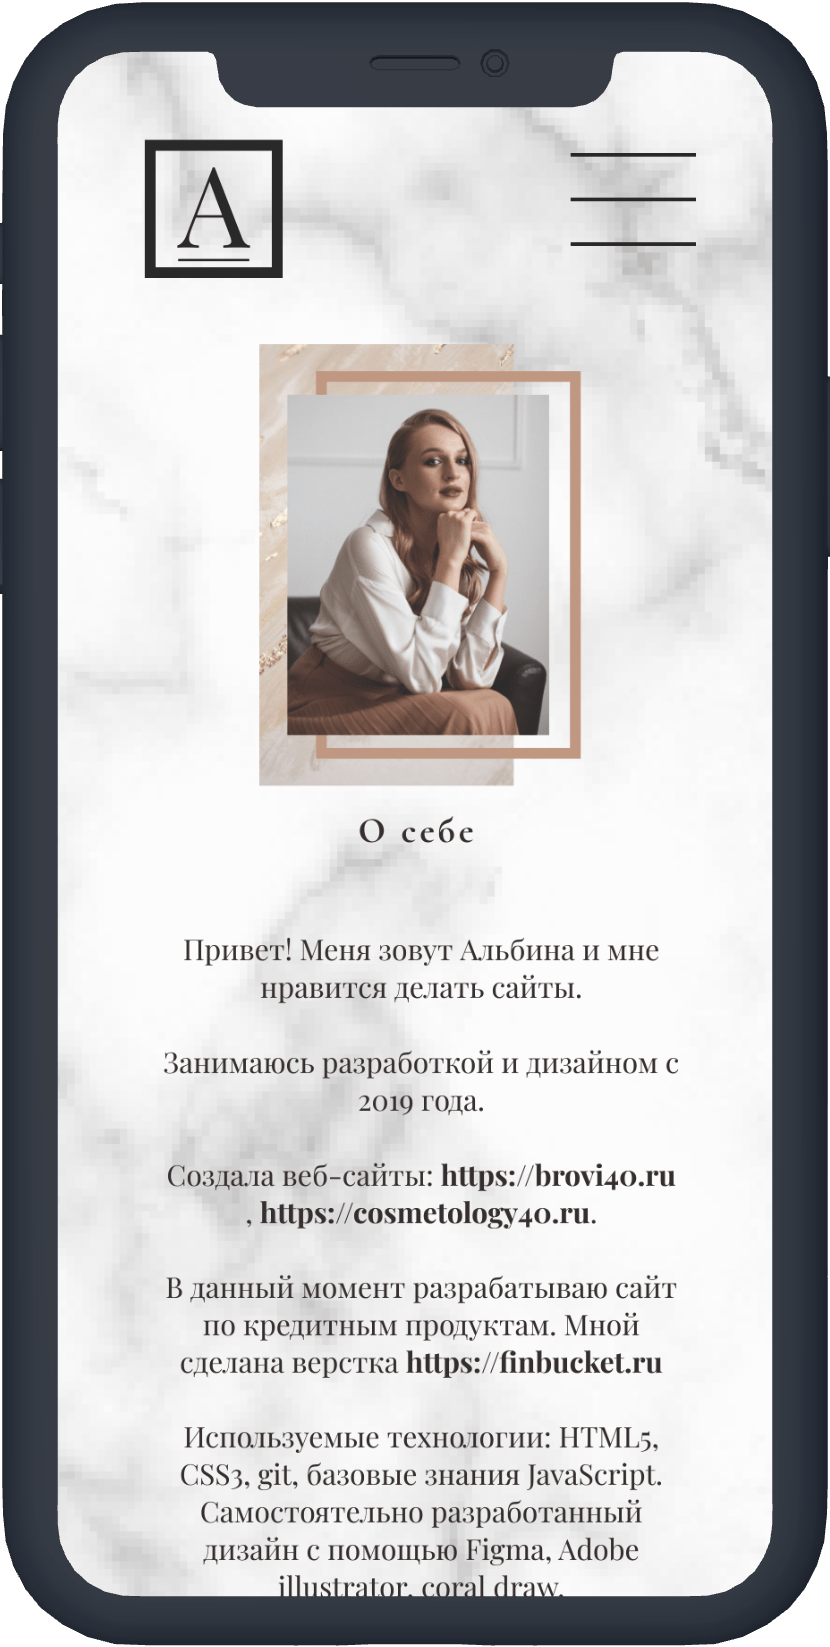 A
О себе
Привет! Меня зовут Альбина и мне
нравится делать сайты.
Занимаюсь разработкой и дизайном с
2019 года.
Создала веб-сайты: https://brovi40.ru
, https://cosmetology40.ru.
В данный момент разрабатываю сайт
по кредитным продуктам. Мной
сделана верстка https://finbucket.ru
Используемые технологии: HTML5,
CSS3, git, базовые знания JavaScript.
Самостоятельно разработанный
дизайн с помощью Figma, Adobe
illustrator, coral draw.